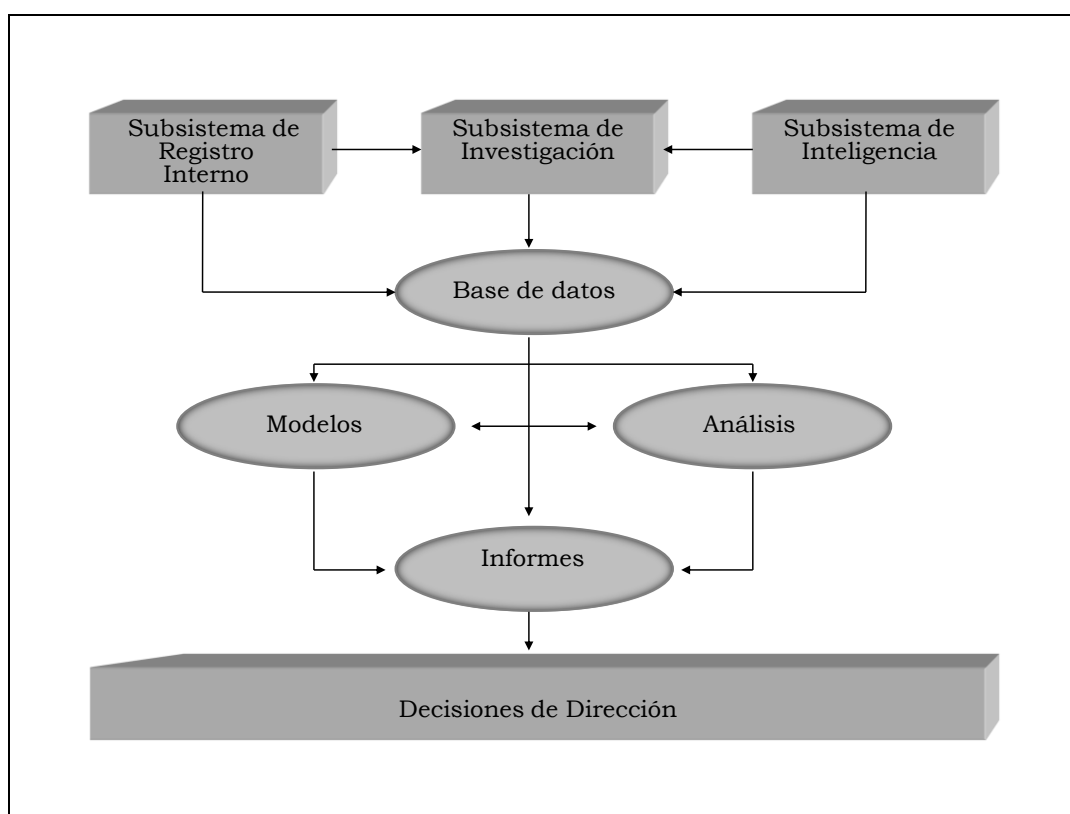 Subsistema de
Registro
Interno
Subsistema de
Investigación
Subsistema de
Inteligencia
Base de datos
Modelos
Análisis
Informes
Decisiones de Dirección